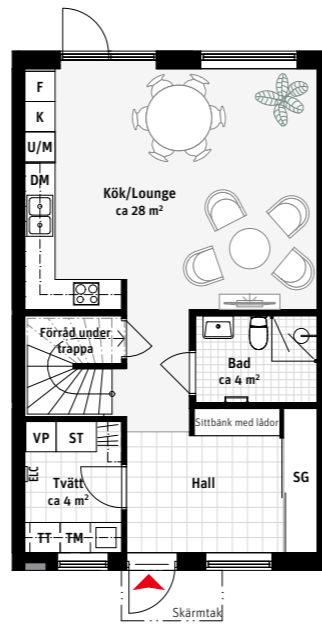 F
K
U/M
DM
Kök/Lounge
ca 28 m²
Förråd under
trappa
Bad
ca 4 m²
Sittbänk med lådor
VP
ST
ELC
Tvätt
ca 4 m²
Hall
SG
TT
TM
Skärmtak